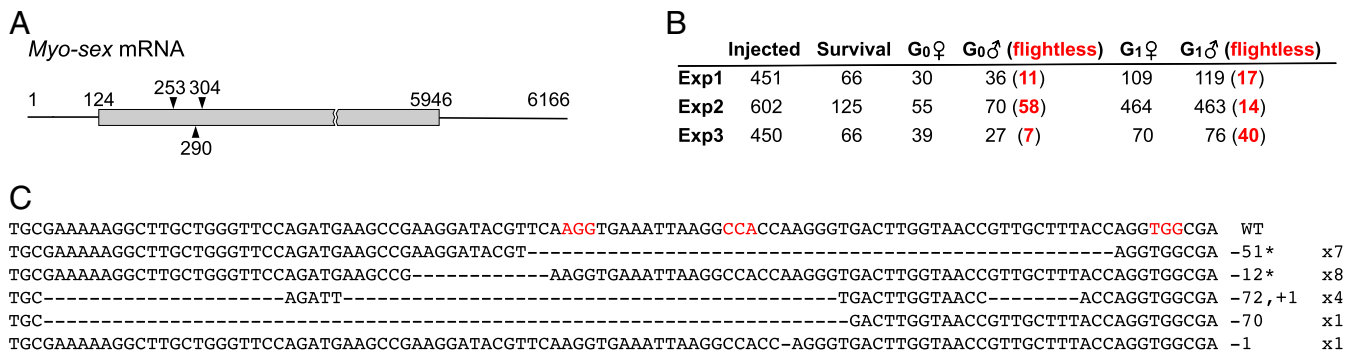 A
Myo-sex mRNA
253 304
1 124 5946 6166
290
B
Injected Survival G0♀ G0♂ (flightless) G1♀ G1♂ (flightless)
Exp1 451 66 30 36 (11) 109 119 (17)
Exp2 602 125 55 70 (58) 464 463 (14)
Exp3 450 66 39 27 (7) 70 76 (40)
C
TGCGAAAAAGGCTTGCTGGGTTCCAGATGAAGCCGAAGGATACGTTCAAGGTGAAATTAAGGCCACCAAGGGTGACTTGGTAACCGTTGCTTTACCAGGTGGCGA WT
TGCGAAAAAGGCTTGCTGGGTTCCAGATGAAGCCGAAGGATACGT---------------------------------------------------AGGTGGCGA -51* x7
TGCGAAAAAGGCTTGCTGGGTTCCAGATGAAGCCG------------AAGGTGAAATTAAGGCCACCAAGGGTGACTTGGTAACCGTTGCTTTACCAGGTGGCGA -12* x8
TGC---------------------AGATT-------------------------------------------TGACTTGGTAACC--------ACCAGGTGGCGA -72,+1 x4
TGC----------------------------------------------------------------------GACTTGGTAACCGTTGCTTTACCAGGTGGCGA -70 x1
TGCGAAAAAGGCTTGCTGGGTTCCAGATGAAGCCGAAGGATACGTTCAAGGTGAAATTAAGGCCACC-AGGGTGACTTGGTAACCGTTGCTTTACCAGGTGGCGA -1 x1